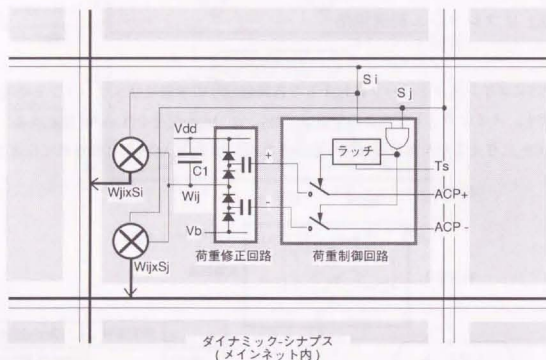 S i
S j
Vdd
C1
Wij
Vb
+
-
ラッチ
Ts
ACP+
ACP -
WjixSi
WijxSj
荷重修正回路
荷重制御回路
ダイナミック-シナプス
( メインネット内 )